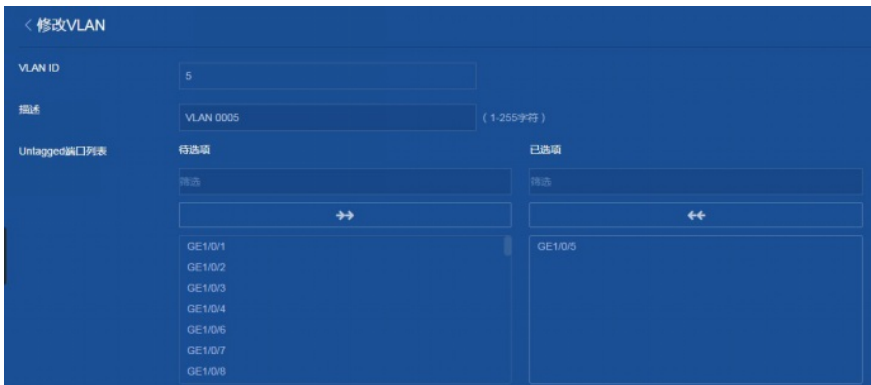 < 修改VLAN
VLAN ID
5
描述
VLAN 0005
（1-255字符）
Untagged端口列表
待选项
已选项
筛选
筛选
GE1/0/1
GE1/0/2
GE1/0/3
GE1/0/4
GE1/0/6
GE1/0/7
GE1/0/8
GE1/0/5